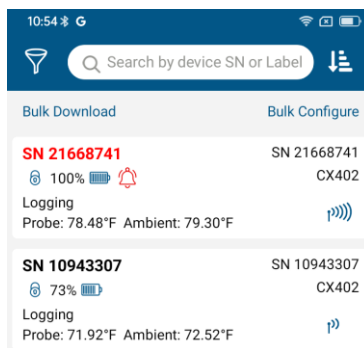 10:54 G
Search by device SN or Label
Bulk Download Bulk Configure
SN 21668741 SN 21668741
100% CX402
Logging
Probe: 78.48°F Ambient: 79.30°F
SN 10943307 SN 10943307
73% CX402
Logging
Probe: 71.92°F Ambient: 72.52°F